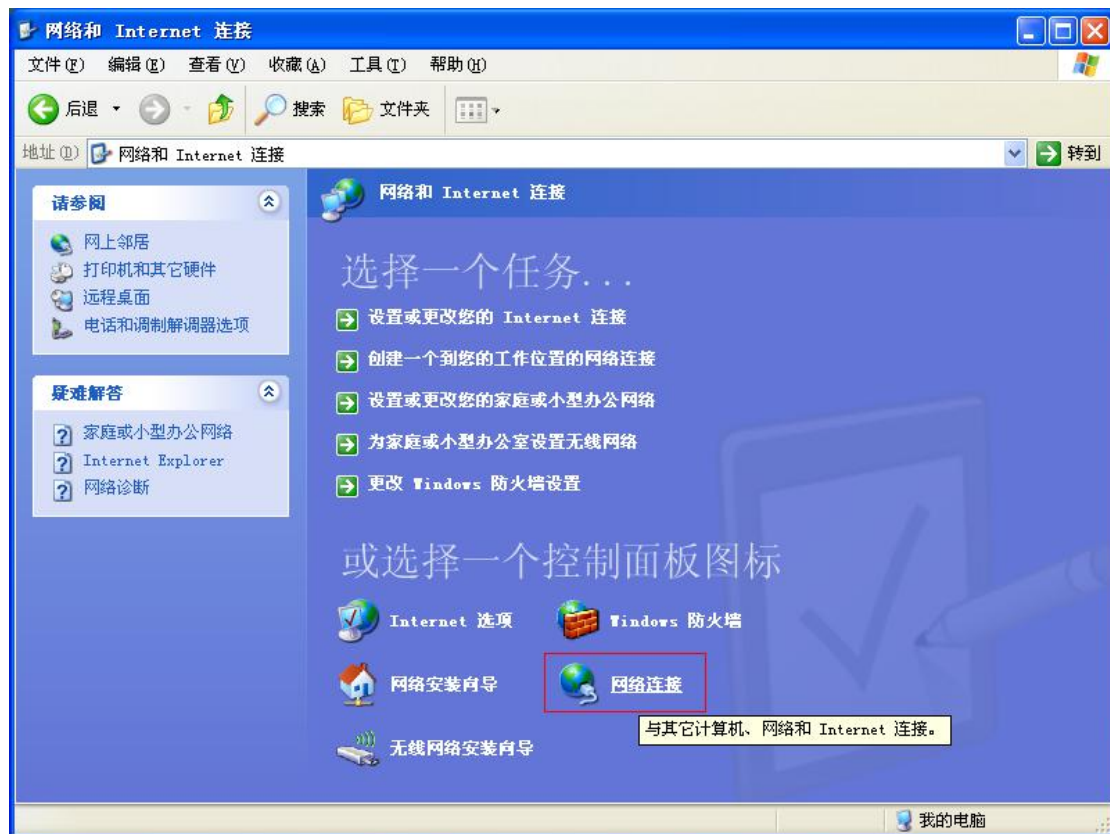 网络和 Internet 连接
文件(F) 编辑(E) 查看(V) 收藏(A) 工具(T) 帮助(H)
后退 搜索 文件夹
地址(D) 网络和 Internet 连接 转到
请参阅
网上邻居
打印机和其它硬件
远程桌面
电话和调制解调器选项
疑难解答
家庭或小型办公网络
Internet Explorer
网络诊断
网络和 Internet 连接
选择一个任务...
设置或更改您的 Internet 连接
创建一个到您的工作位置的网络连接
设置或更改您的家庭或小型办公网络
为家庭或小型办公室设置无线网络
更改 Windows 防火墙设置
或选择一个控制面板图标
Internet 选项 Windows 防火墙
网络安装向导 网络连接
与其它计算机、网络和 Internet 连接。
无线网络安装向导
我的电脑